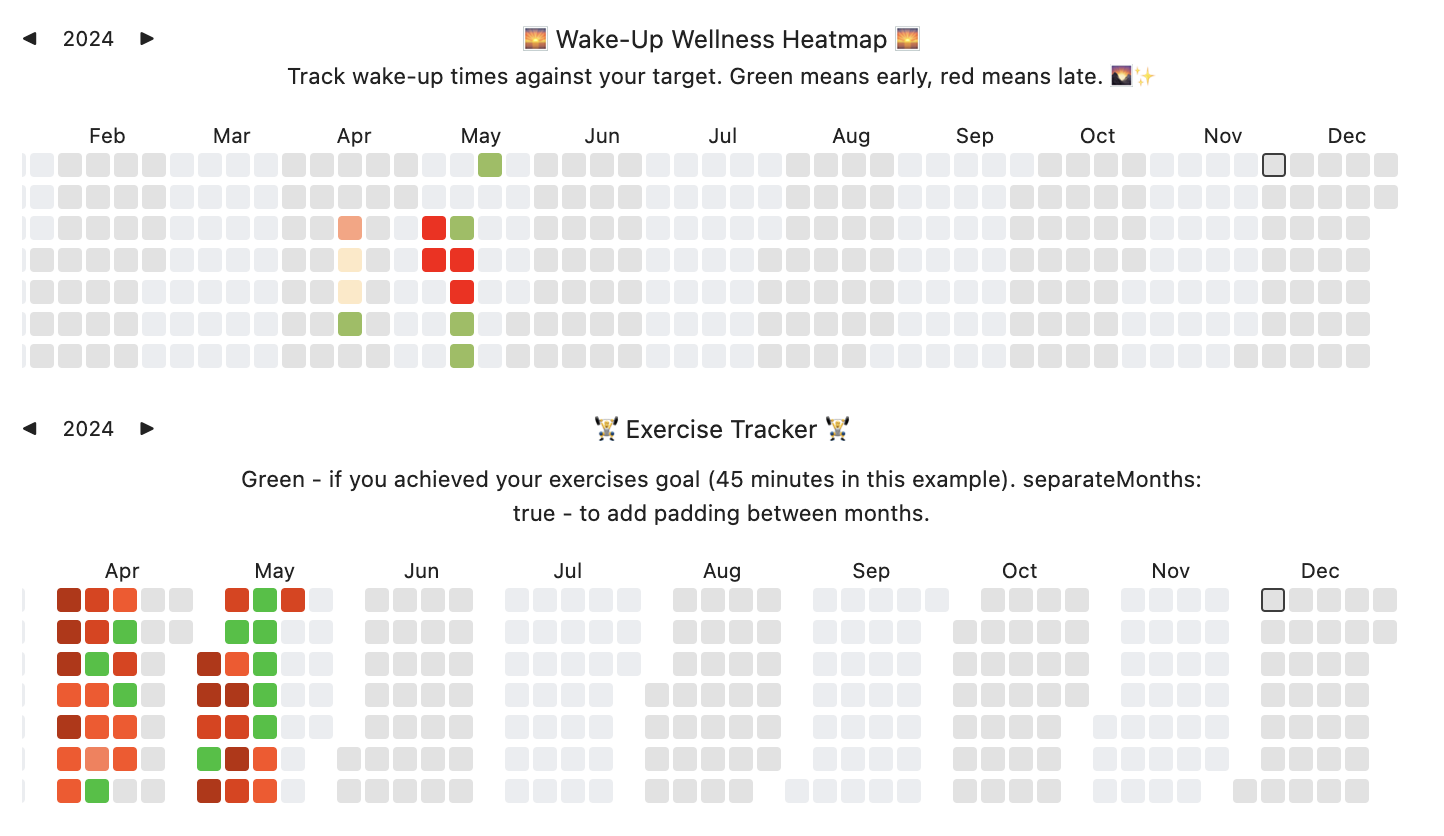 ◀ 2024 ▶
🌅 Wake-Up Wellness Heatmap 🌅
Track wake-up times against your target. Green means early, red means late. 🌄✨
Feb Mar Apr May Jun Jul Aug Sep Oct Nov Dec
◀ 2024 ▶
🏋️ Exercise Tracker 🏋️
Green - if you achieved your exercises goal (45 minutes in this example). separateMonths:
true - to add padding between months.
Apr May Jun Jul Aug Sep Oct Nov Dec